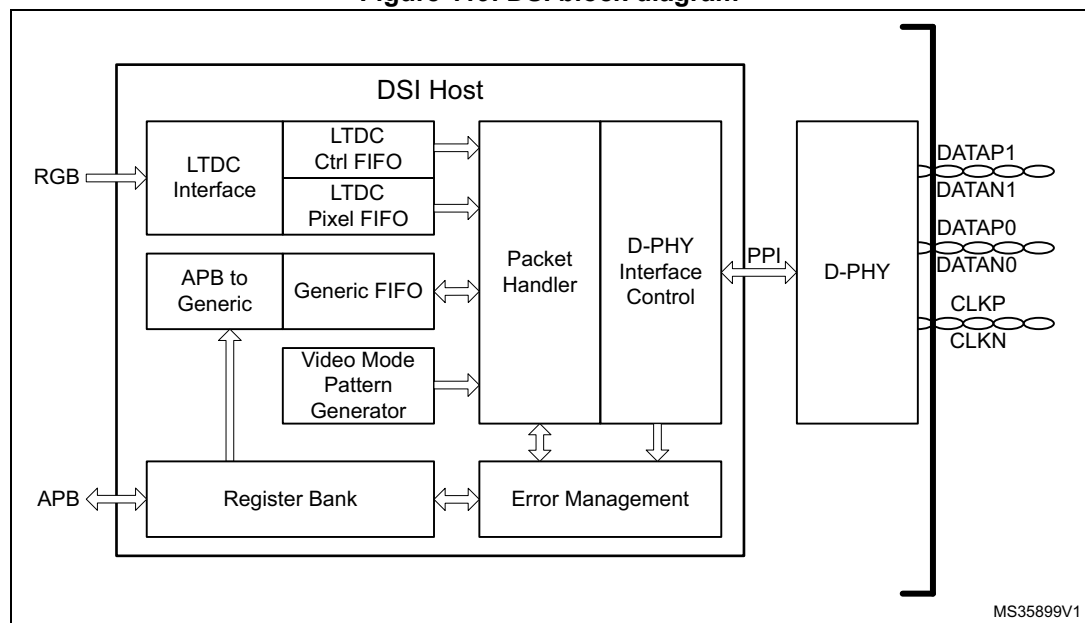 DSI Host
LTDC
Interface
LTDC
Ctrl FIFO
LTDC
Pixel FIFO
RGB
APB to
Generic
Generic FIFO
Video Mode
Pattern
Generator
Packet
Handler
D-PHY
Interface
Control
PPI
D-PHY
DATAP1
DATAN1
DATAP0
DATAN0
CLKP
CLKN
APB
Register Bank
Error Management
MS35899V1